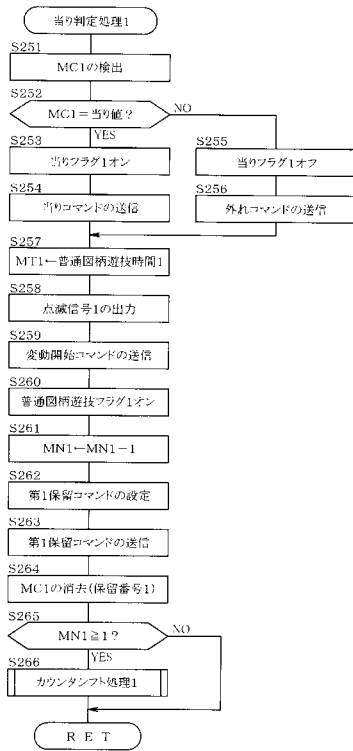 当り判定処理1
S251
MC1の検出
S252
MC1=当り値?
NO
YES
S253
当りフラグ1オン
S255
当りフラグ1オフ
S254
当りコマンドの送信
S256
外れコマンドの送信
S257
MT1←普通図柄遊技時間1
S258
点滅信号1の出力
S259
変動開始コマンドの送信
S260
普通図柄遊技フラグ1オン
S261
MN1←MN1-1
S262
第1保留コマンドの設定
S263
第1保留コマンドの送信
S264
MC1の消去(保留番号1)
S265
MN1≧1?
NO
YES
S266
カウンタシフト処理1
RET